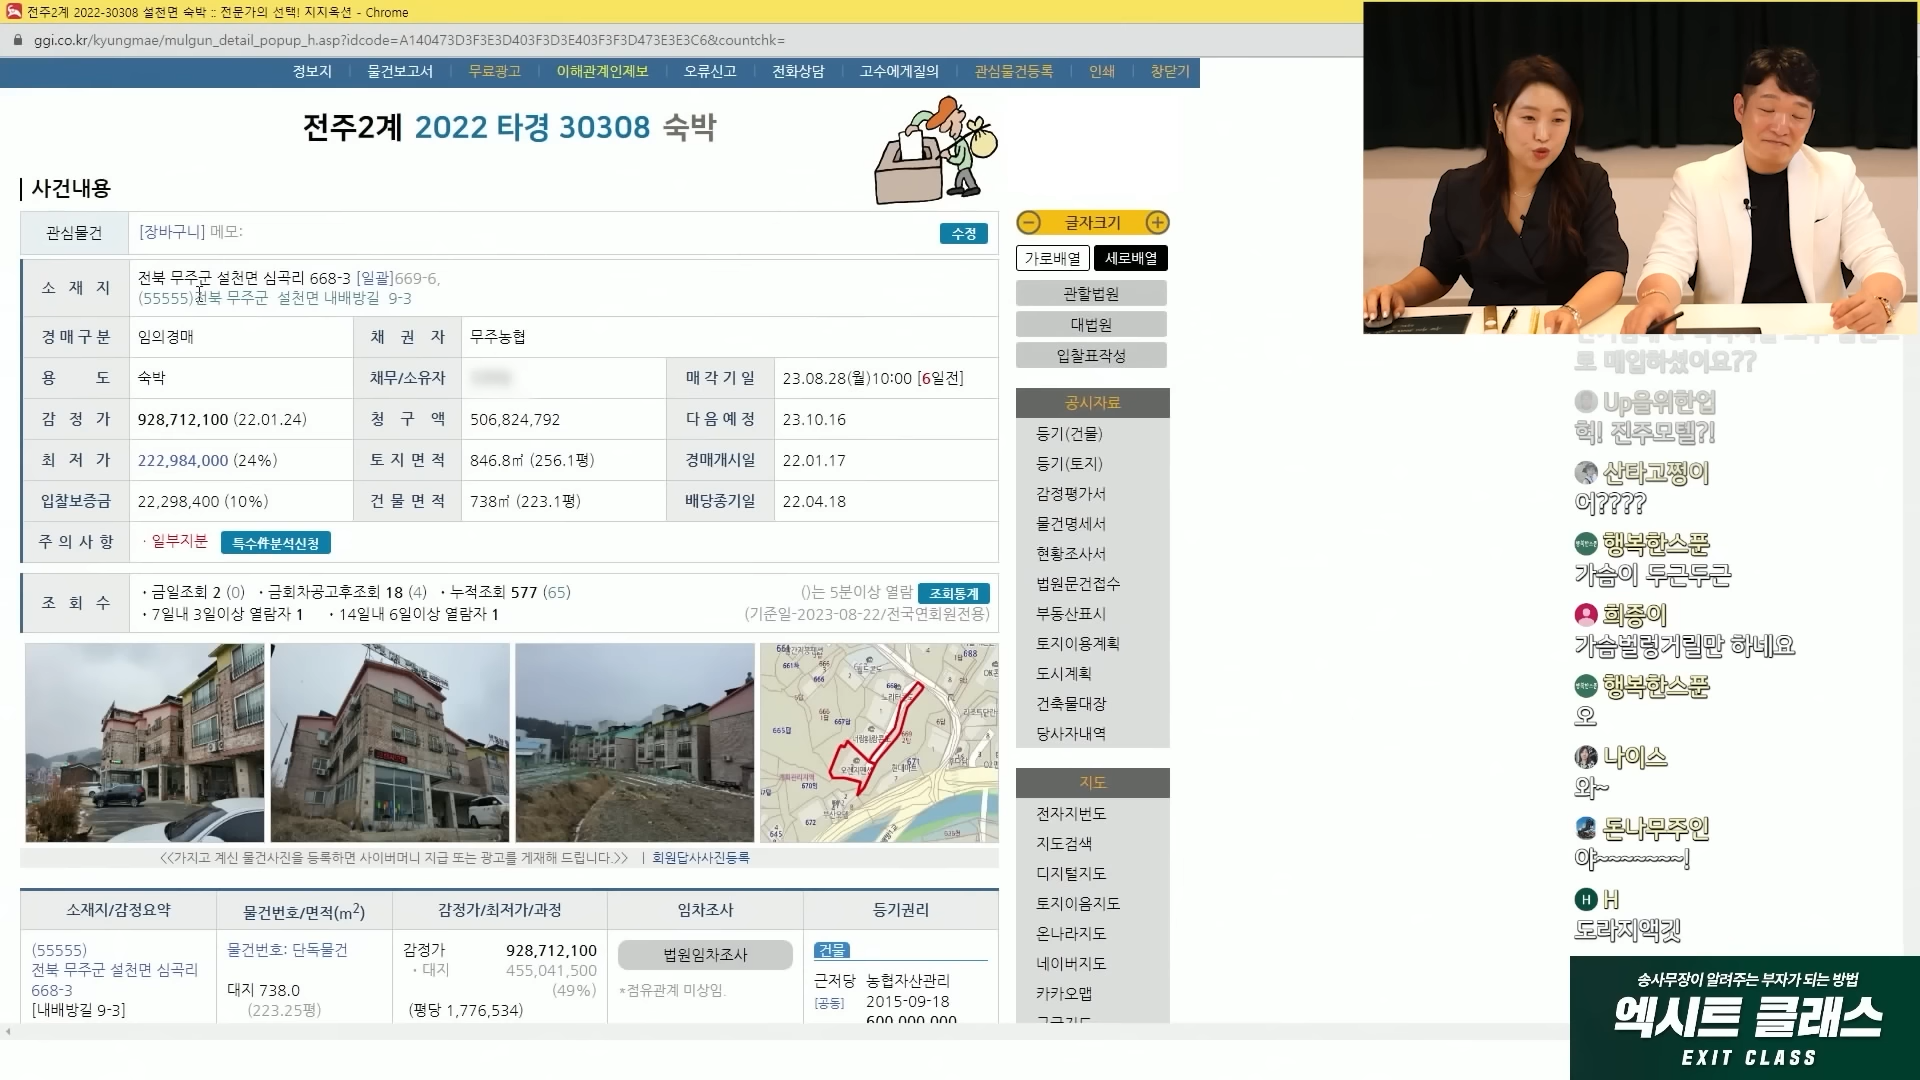 전주2계 2022-30308 설천면 숙박 :: 전문가의 선택! 지지옥션 - Chrome
ggi.co.kr/kyungmae/mulgun_detail_popup_h.asp?idcode=A140473D3F3E3D403F3D3E403F3F3D473E3E3C6&countchk=
정보지 물건보고서 무료광고 이해관계인제보 오류신고 전화상담 고수에게질의 관심물건등록 인쇄 창닫기
전주2계 2022 타경 30308 숙박
사건내용
관심물건 [장바구니] 메모: 수정
소 재 지 전북 무주군 설천면 심곡리 668-3 [일괄]669-6,
(55555)전북 무주군 설천면 내배방길 9-3
경매구분 임의경매 채 권 자 무주농협
용 도 숙박 채무/소유자 매각기일 23.08.28(월)10:00 [6일전]
감 정 가 928,712,100 (22.01.24) 청 구 액 506,824,792 다음예정 23.10.16
최 저 가 222,984,000 (24%) 토지면적 846.8㎡ (256.1평) 경매개시일 22.01.17
입찰보증금 22,298,400 (10%) 건물면적 738㎡ (223.1평) 배당종기일 22.04.18
주의사항 · 일부지분 특수件분석신청
조 회 수 · 금일조회 2 (0) · 금회차공고후조회 18 (4) · 누적조회 577 (65) ()는 5분이상 열람 조회통계
· 7일내 3일이상 열람자 1 · 14일내 6일이상 열람자 1 (기준일-2023-08-22/전국연회원전용)
<<가지고 계신 물건사진을 등록하면 사이버머니 지급 또는 광고를 게재해 드립니다.>> | 회원답사사진등록
소재지/감정요약 물건번호/면적(m2) 감정가/최저가/과정 임차조사 등기권리
(55555)
전북 무주군 설천면 심곡리
668-3
[내배방길 9-3]
물건번호: 단독물건
대지 738.0
(223.25평)
감정가 928,712,100
· 대지 455,041,500
(49%)
(평당 1,776,534)
법원임차조사
*점유관계 미상임.
건물
근저당 농협자산관리
[공동] 2015-09-18
600,000,000
글자크기
가로배열 세로배열
관할법원
대법원
입찰표작성
공시자료
등기(건물)
등기(토지)
감정평가서
물건명세서
현황조사서
법원문건접수
부동산표시
토지이용계획
도시계획
건축물대장
당사자내역
지도
전자지번도
지도검색
디지털지도
토지이음지도
온나라지도
네이버지도
카카오맵
토 매입하셨이요??
Up을위한업
헉! 진주모텔?!
산타고찡이
어????
행복한스푼
가슴이 두근두근
희증이
가슴벌렁거릴만 하네요
행복한스푼
오
나이스
와~
돈나무주인
야~~~~~~~!
H H
도라지액깃
송사무장이 알려주는 부자가 되는 방법
엑시트 클래스
EXIT CLASS